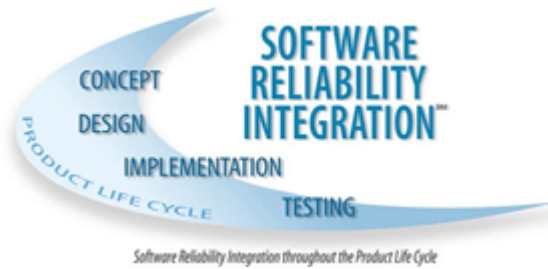 SOFTWARE
RELIABILITY
INTEGRATION℠
CONCEPT
DESIGN
IMPLEMENTATION
TESTING
PRODUCT LIFE CYCLE
Software Reliability Integration throughout the Product Life Cycle